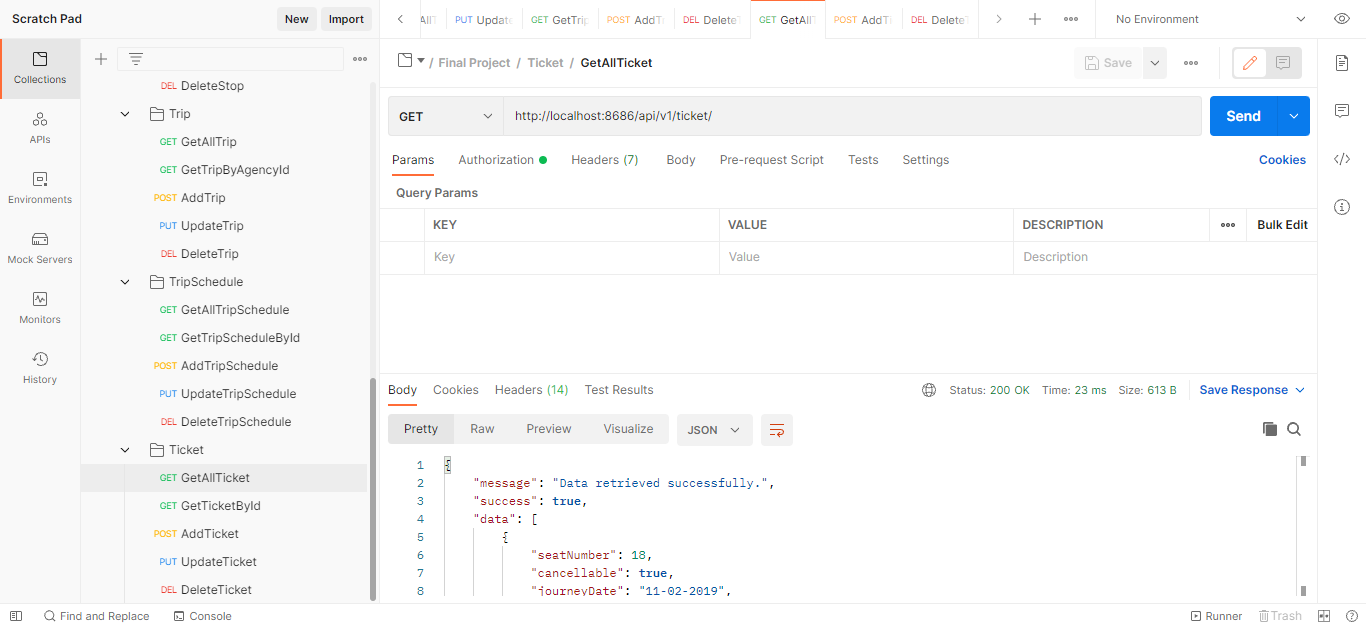 Scratch Pad New Import
GET GetTrip POST AddT DEL Delete GET GetAll POST AddT DEL Delete No Environment
Collections
APIs
Environments
Mock Servers
Monitors
History
DEL DeleteStop
Trip
GET GetAllTrip
GET GetTripByAgencyId
POST AddTrip
PUT UpdateTrip
DEL DeleteTrip
TripSchedule
GET GetAllTripSchedule
GET GetTripScheduleById
POST AddTripSchedule
PUT UpdateTripSchedule
DEL DeleteTripSchedule
Ticket
GET GetAllTicket
GET GetTicketById
POST AddTicket
PUT UpdateTicket
DEL DeleteTicket
/ Final Project / Ticket / GetAllTicket Save
GET http://localhost:8686/api/v1/ticket/ Send
Params Authorization Headers (7) Body Pre-request Script Tests Settings Cookies
Query Params
KEY VALUE DESCRIPTION Bulk Edit
Key Value Description
Body Cookies Headers (14) Test Results Status: 200 OK Time: 23 ms Size: 613 B Save Response
Pretty Raw Preview Visualize JSON
1 {
2 "message": "Data retrieved successfully.",
3 "success": true,
4 "data": [
5 {
6 "seatNumber": 18,
7 "cancellable": true,
8 "journeyDate": "11-02-2019",
Find and Replace Console Runner Trash